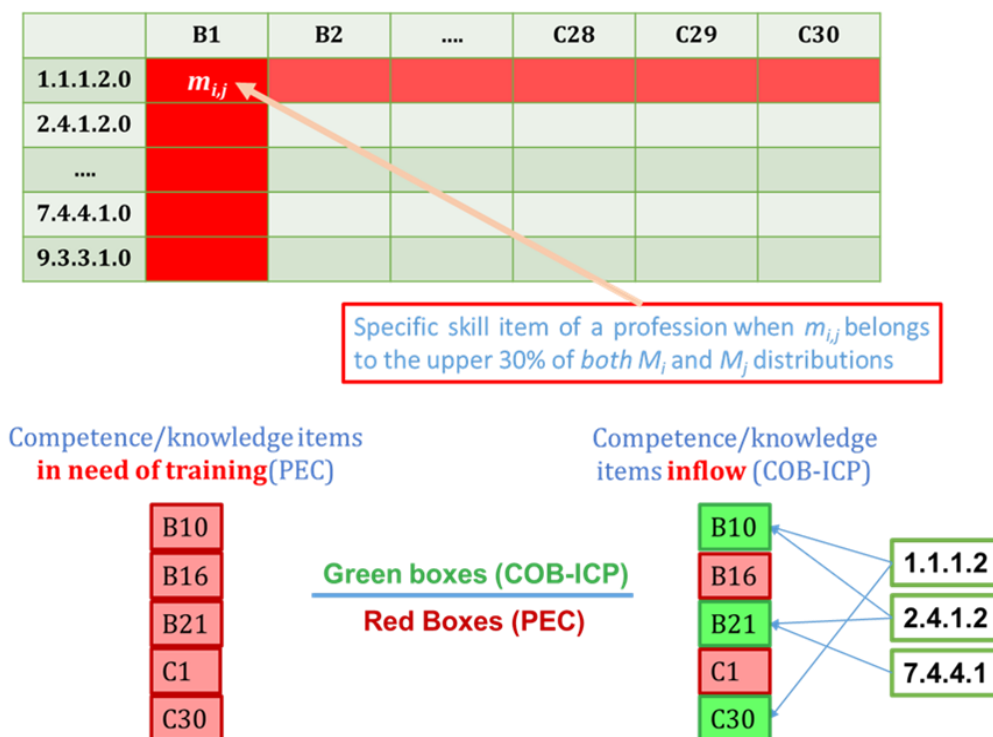 B1 B2 .... C28 C29 C30
1.1.1.2.0 mi,j
2.4.1.2.0
....
7.4.4.1.0
9.3.3.1.0
Specific skill item of a profession when mi,j belongs
to the upper 30% of both Mi and Mj distributions
Competence/knowledge items
in need of training(PEC)
B10
B16
B21
C1
C30
Green boxes (COB-ICP)
Red Boxes (PEC)
Competence/knowledge
items inflow (COB-ICP)
B10
B16
B21
C1
C30
1.1.1.2
2.4.1.2
7.4.4.1